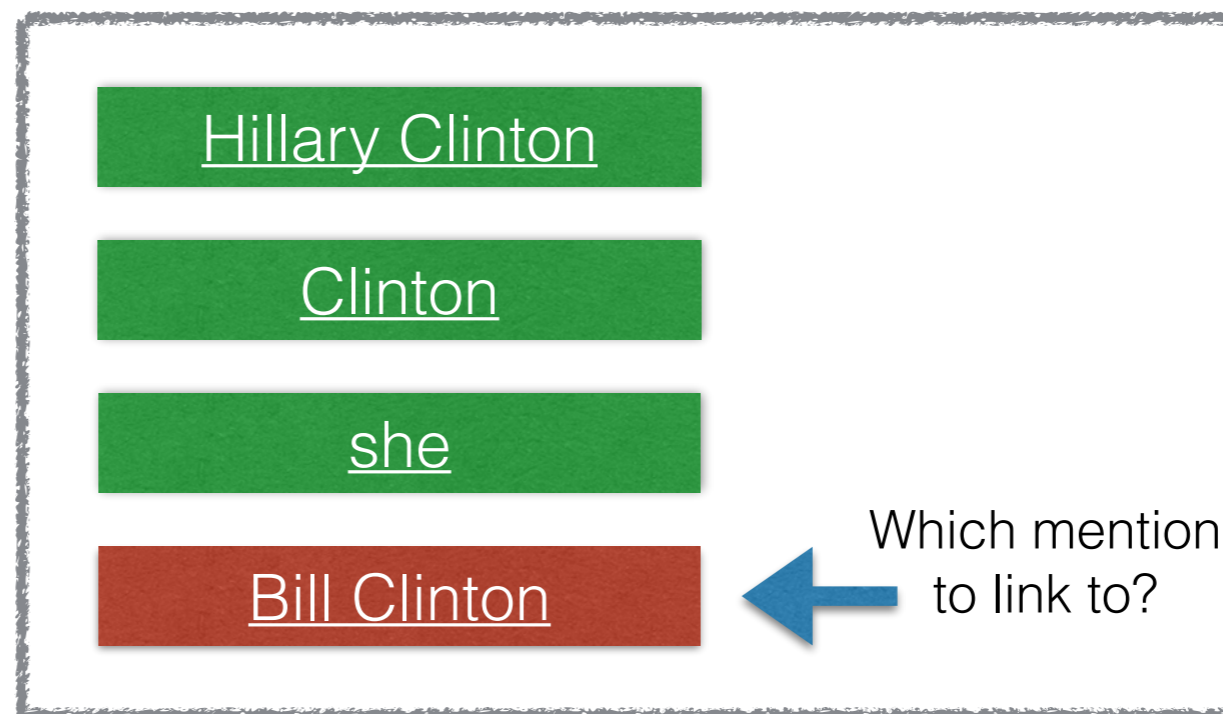 Hillary Clinton
Clinton
she
Bill Clinton
Which mention
to link to?